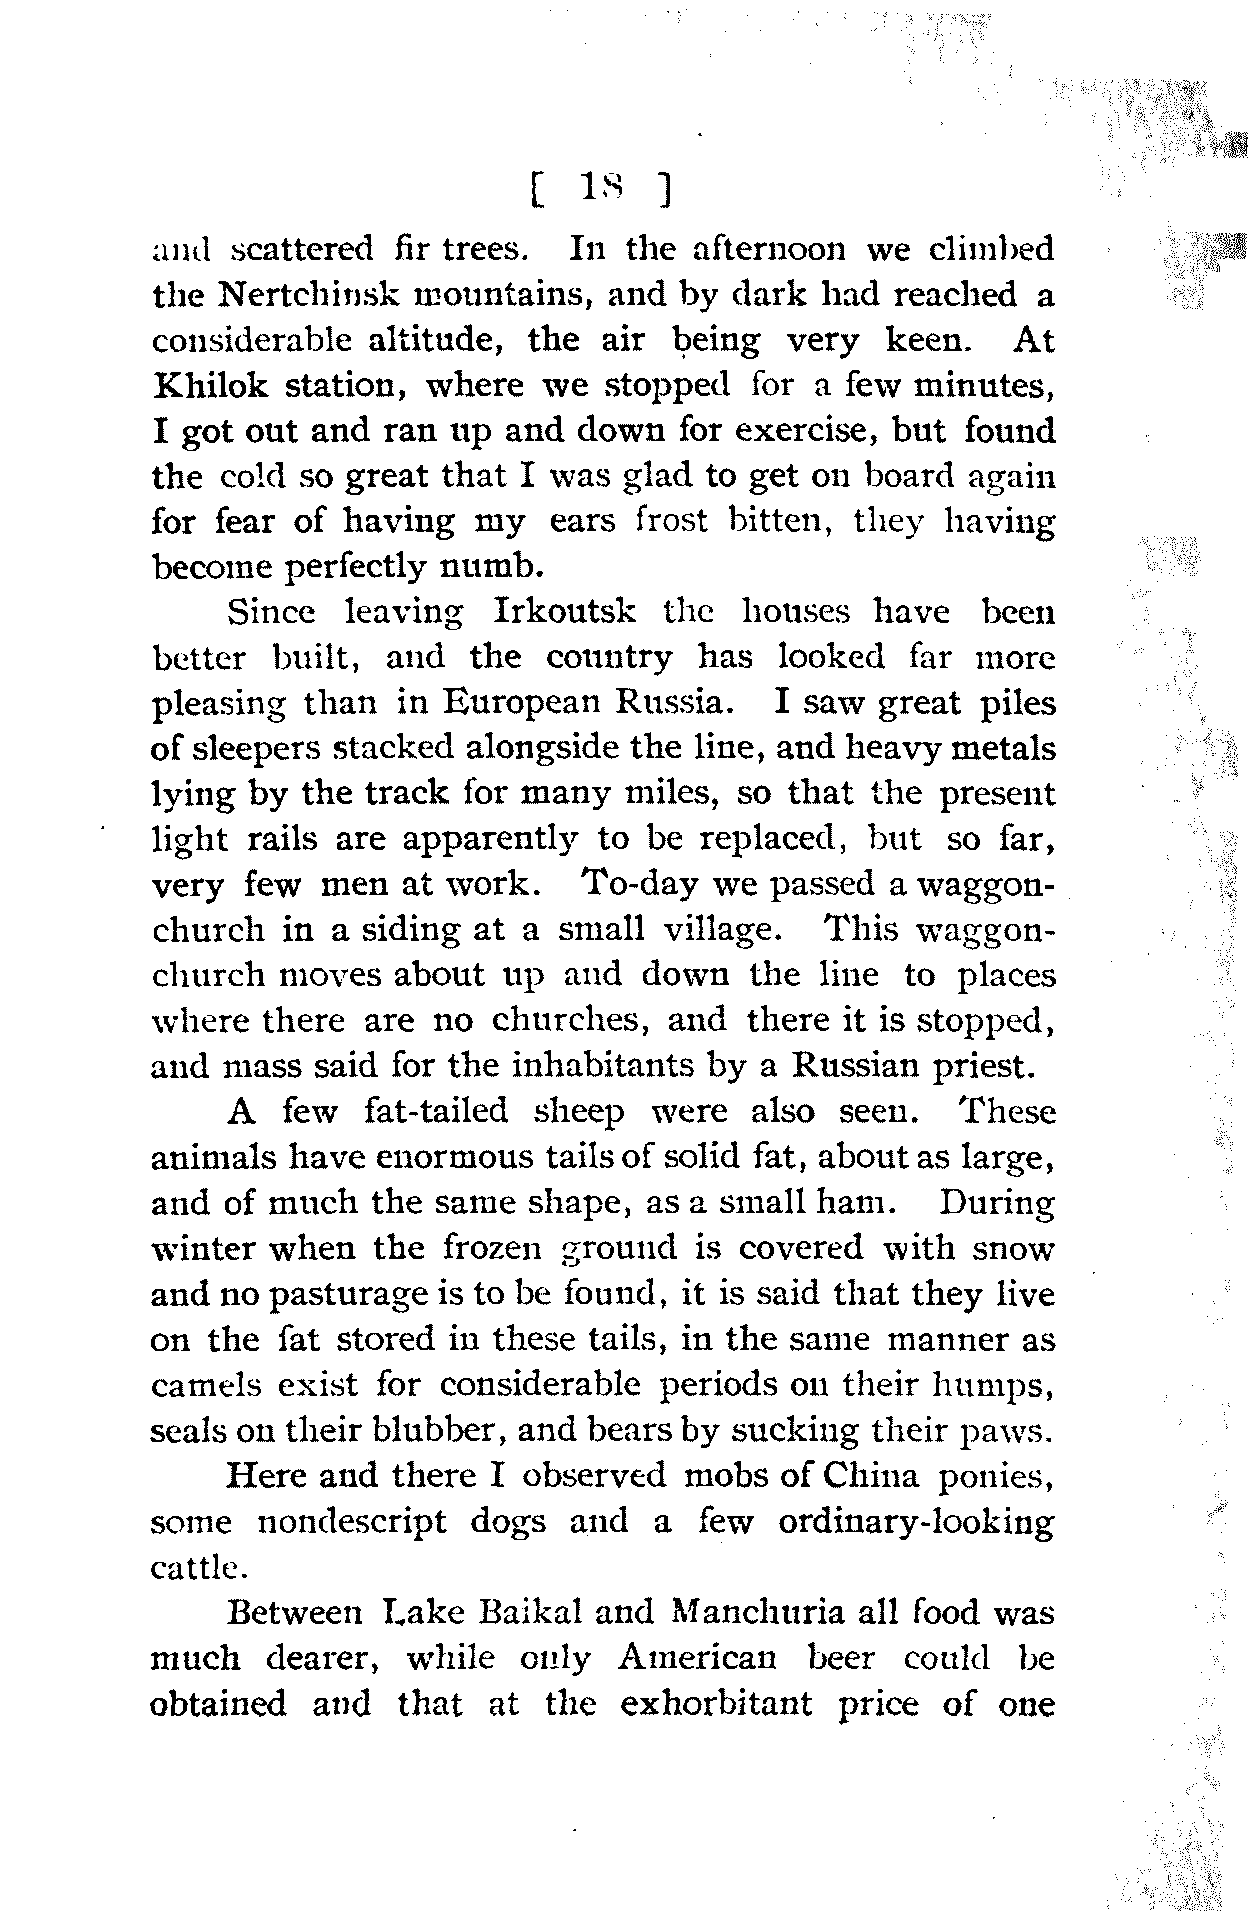 [ 18 ]
and scattered fir trees. In the afternoon we climbed
the Nertchinsk mountains, and by dark had reached a
considerable altitude, the air being very keen. At
Khilok station, where we stopped for a few minutes,
I got out and ran up and down for exercise, but found
the cold so great that I was glad to get on board again
for fear of having my ears frost bitten, they having
become perfectly numb.
Since leaving Irkoutsk the houses have been
better built, and the country has looked far more
pleasing than in European Russia. I saw great piles
of sleepers stacked alongside the line, and heavy metals
lying by the track for many miles, so that the present
light rails are apparently to be replaced, but so far,
very few men at work. To-day we passed a waggon-
church in a siding at a small village. This waggon-
church moves about up and down the line to places
where there are no churches, and there it is stopped,
and mass said for the inhabitants by a Russian priest.
A few fat-tailed sheep were also seen. These
animals have enormous tails of solid fat, about as large,
and of much the same shape, as a small ham. During
winter when the frozen ground is covered with snow
and no pasturage is to be found, it is said that they live
on the fat stored in these tails, in the same manner as
camels exist for considerable periods on their humps,
seals on their blubber, and bears by sucking their paws.
Here and there I observed mobs of China ponies,
some nondescript dogs and a few ordinary-looking
cattle.
Between Lake Baikal and Manchuria all food was
much dearer, while only American beer could be
obtained and that at the exhorbitant price of one